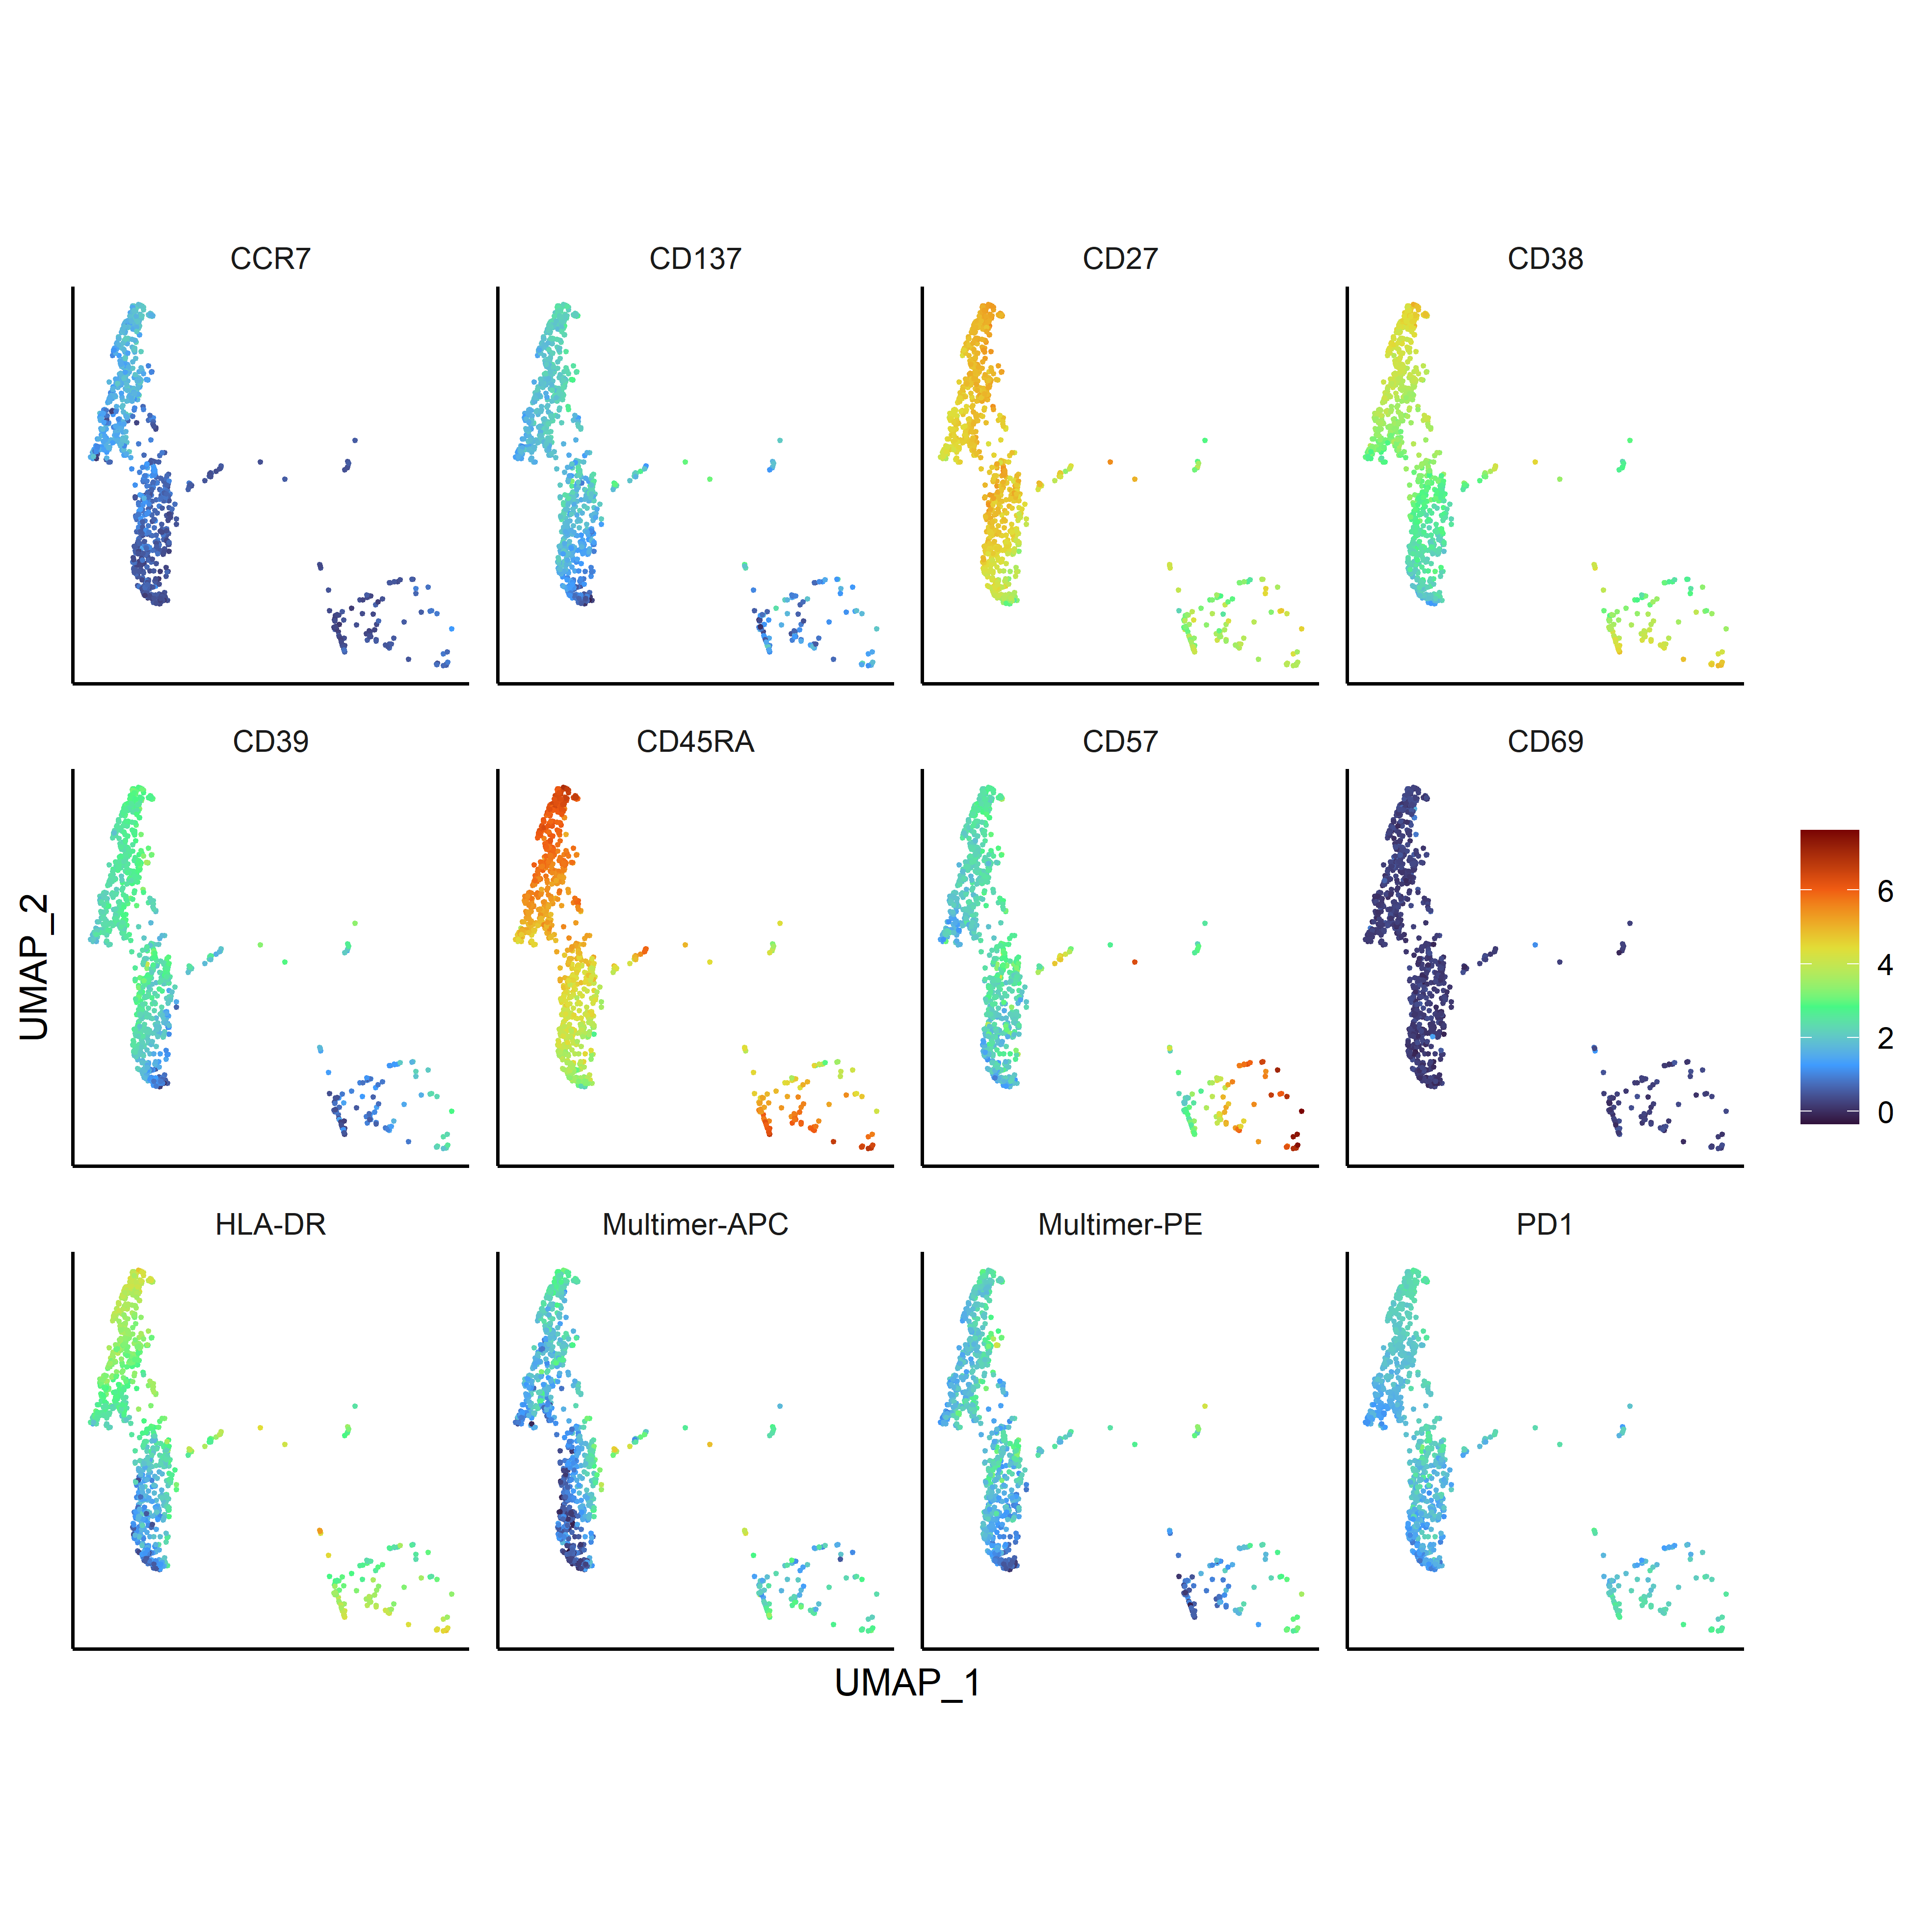 CCR7 CD137 CD27 CD38
CD39 CD45RA CD57 CD69
HLA-DR Multimer-APC Multimer-PE PD1
UMAP_2
UMAP_1
6
4
2
0